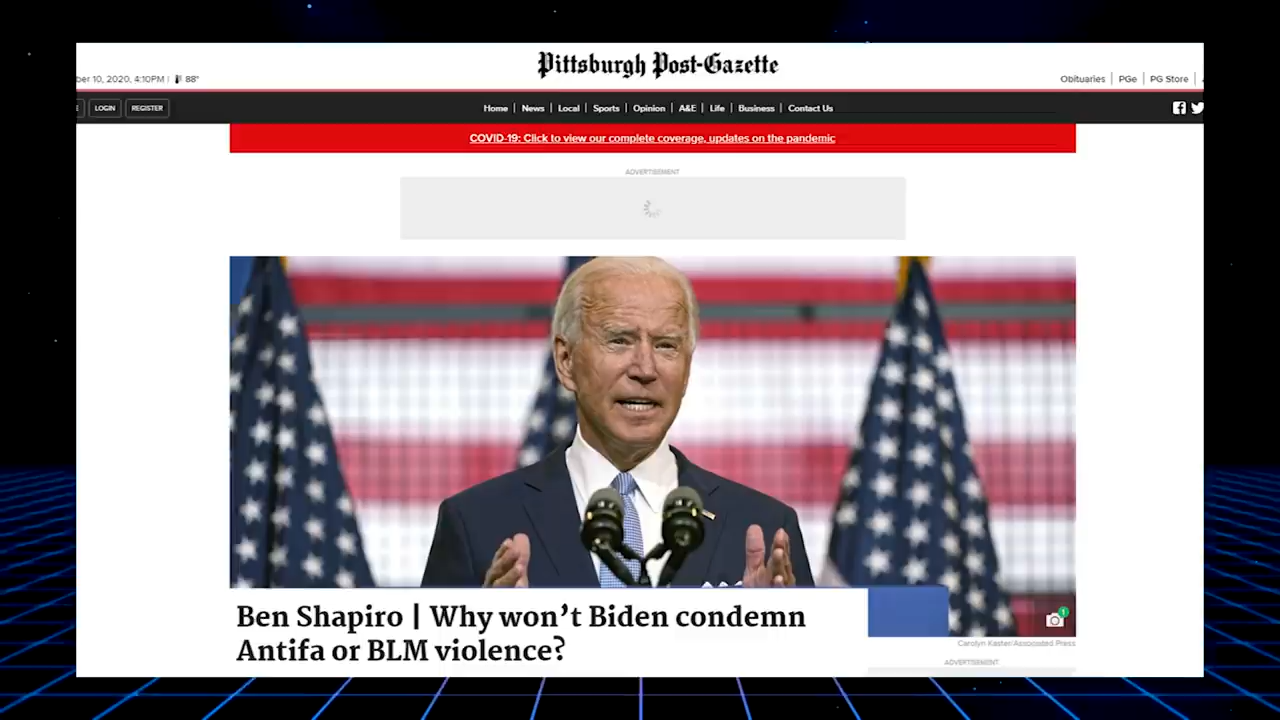 Pittsburgh Post-Gazette
ber 10, 2020, 4:10PM | 88°
Obituaries | PGe | PG Store |
LOGIN REGISTER
Home | News | Local | Sports | Opinion | A&E | Life | Business | Contact Us
COVID-19: Click to view our complete coverage, updates on the pandemic
ADVERTISEMENT
1
Ben Shapiro | Why won't Biden condemn
Antifa or BLM violence?
Carolyn Kaster/Associated Press
ADVERTISEMENT